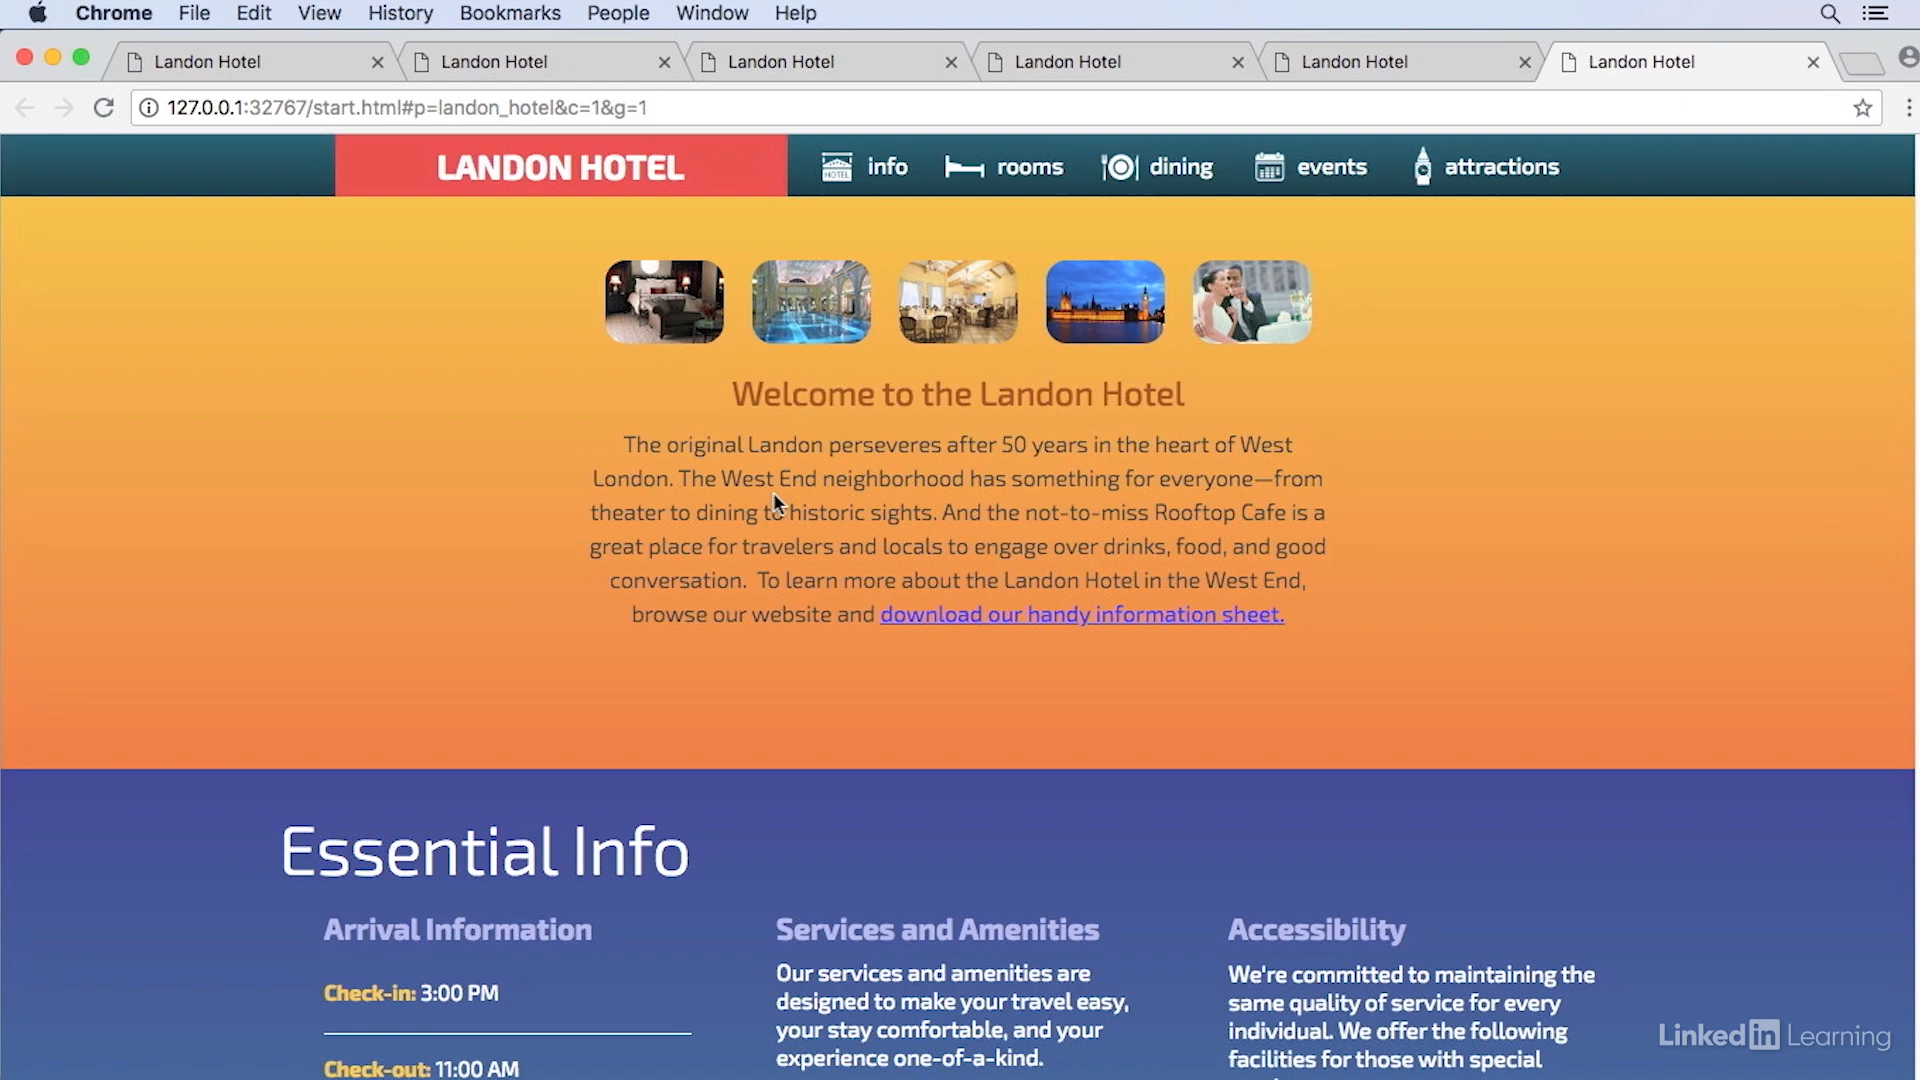 Chrome File Edit View History Bookmarks People Window Help
Landon Hotel Landon Hotel Landon Hotel Landon Hotel Landon Hotel Landon Hotel
127.0.0.1:32767/start.html#p=landon_hotel&c=1&g=1
LANDON HOTEL
HOTEL info rooms dining events attractions
Welcome to the Landon Hotel
The original Landon perseveres after 50 years in the heart of West
London. The West End neighborhood has something for everyone—from
theater to dining to historic sights. And the not-to-miss Rooftop Cafe is a
great place for travelers and locals to engage over drinks, food, and good
conversation.  To learn more about the Landon Hotel in the West End,
browse our website and download our handy information sheet.
Essential Info
Arrival Information
Check-in: 3:00 PM
Check-out: 11:00 AM
Services and Amenities
Our services and amenities are
designed to make your travel easy,
your stay comfortable, and your
experience one-of-a-kind.
Accessibility
We're committed to maintaining the
same quality of service for every
individual. We offer the following
facilities for those with special
Linked in Learning